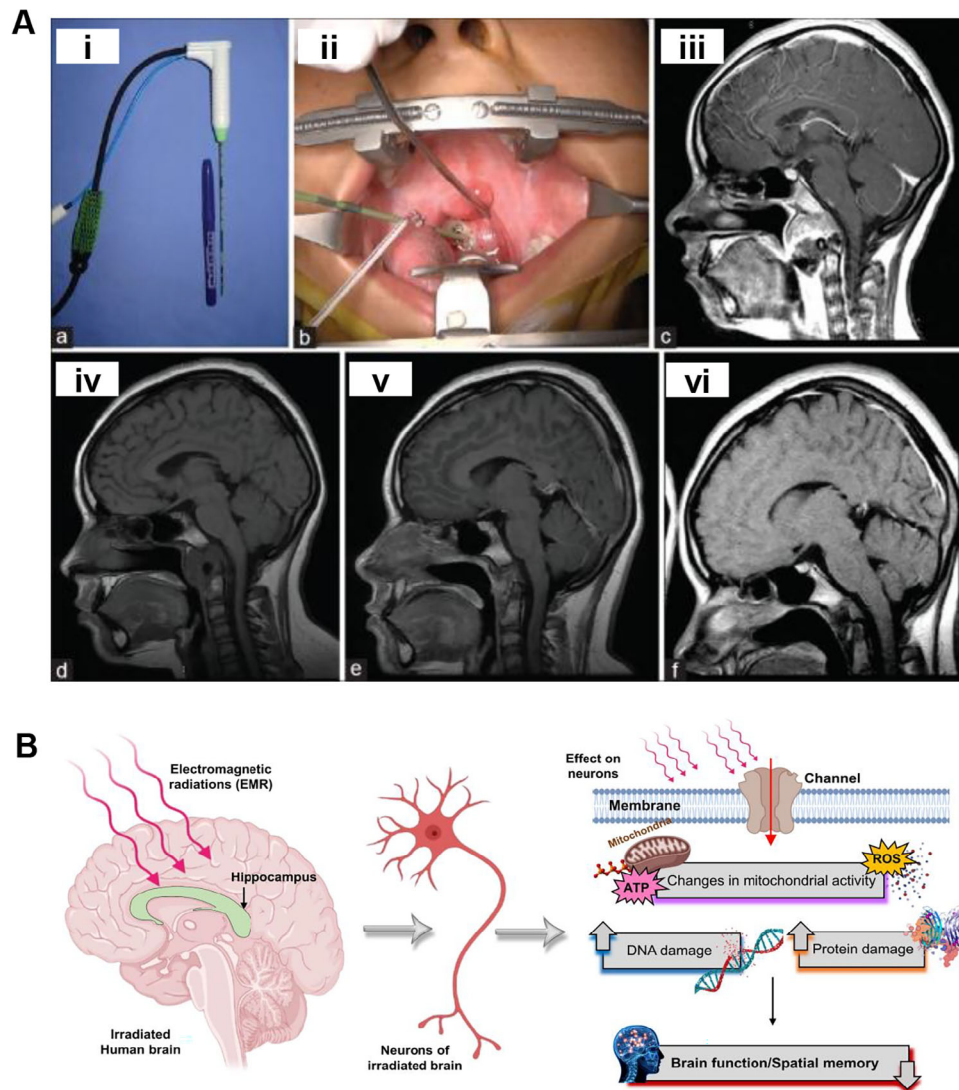 A
i
ii
iii
a
b
c
iv
v
vi
d
e
f
B
Electromagnetic
radiations (EMR)
Hippocampus
Irradiated
Human brain
Neurons of
irradiated brain
Effect on
neurons
Channel
Membrane
Mitochondria
ROS
ATP
Changes in mitochondrial activity
DNA damage
Protein damage
Brain function/Spatial memory